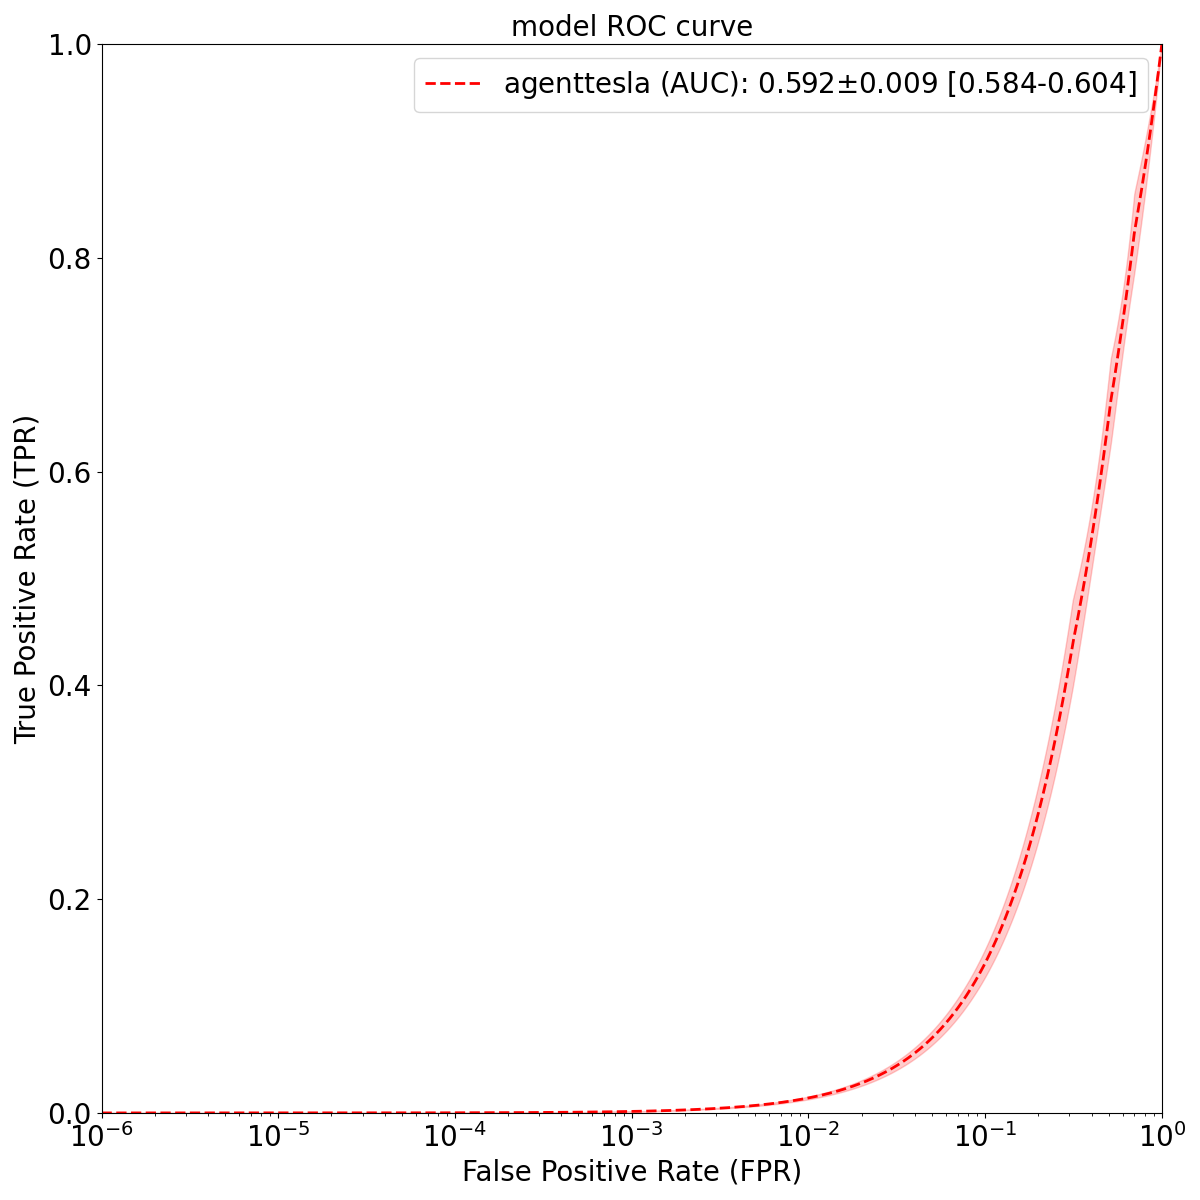 model ROC curve
agenttesla (AUC): 0.592±0.009 [0.584-0.604]
1.0
0.8
0.6
0.4
0.2
0.0
True Positive Rate (TPR)
10⁻⁶ 10⁻⁵ 10⁻⁴ 10⁻³ 10⁻² 10⁻¹ 10⁰
False Positive Rate (FPR)